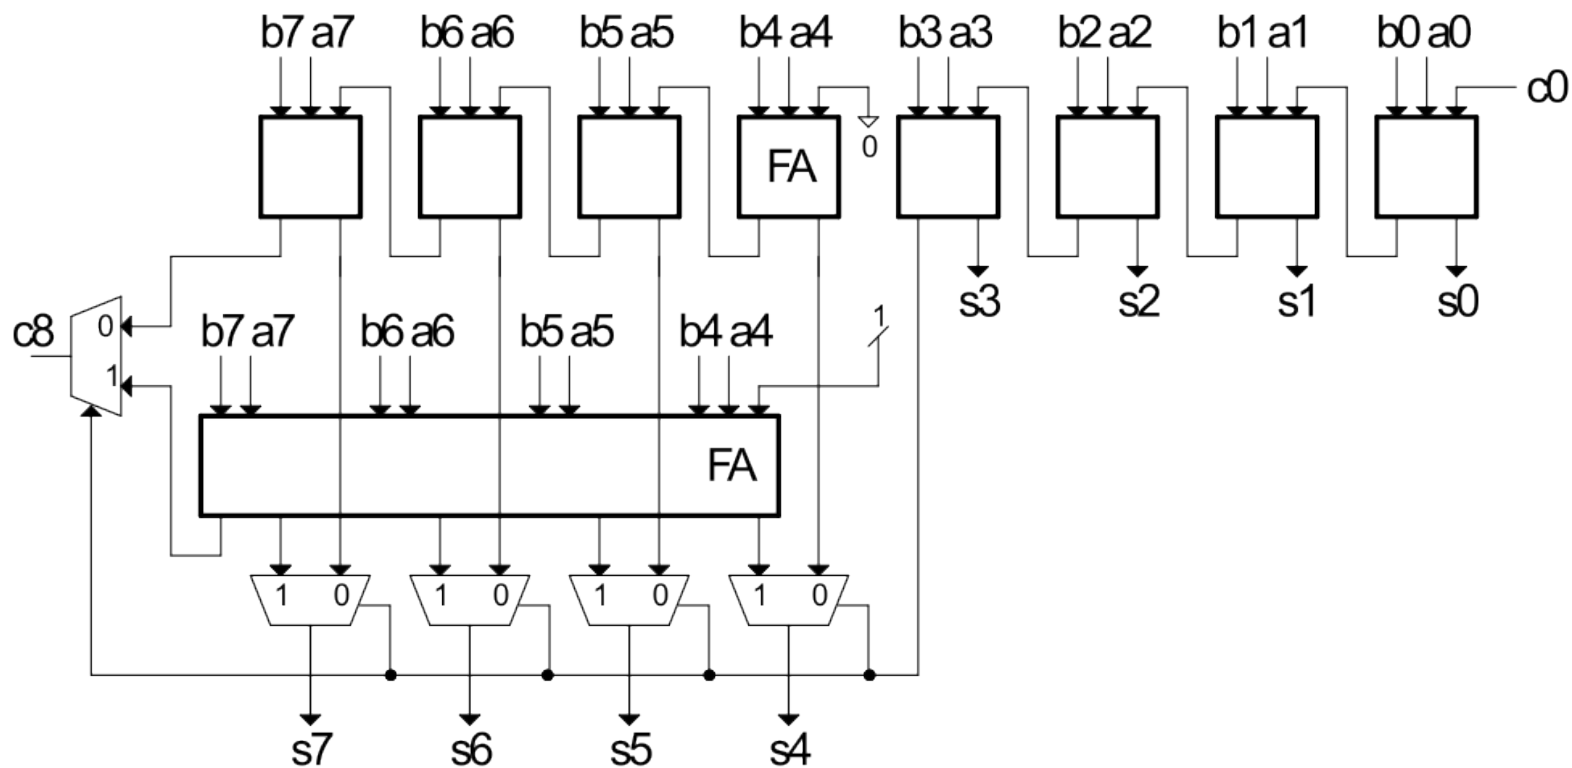 b7 a7 b6 a6 b5 a5 b4 a4 b3 a3 b2 a2 b1 a1 b0 a0
c0
FA
0
s3 s2 s1 s0
c8
0
1
b7 a7 b6 a6 b5 a5 b4 a4
1
FA
1 0 1 0 1 0 1 0
s7 s6 s5 s4